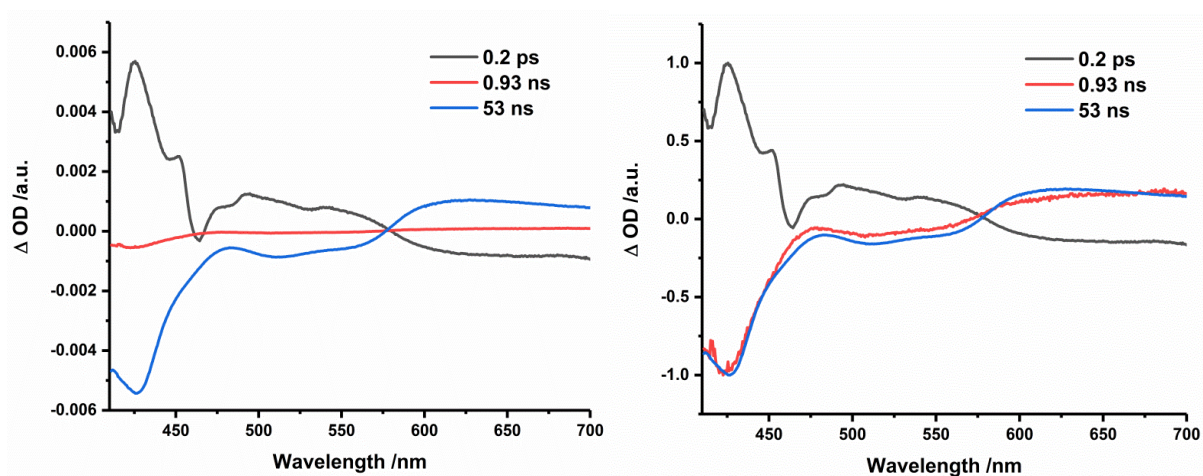 0.006
0.004
0.002
0.000
-0.002
-0.004
-0.006
Δ OD /a.u.
450 500 550 600 650 700
Wavelength /nm
0.2 ps
0.93 ns
53 ns
1.0
0.5
0.0
-0.5
-1.0
Δ OD /a.u.
450 500 550 600 650 700
Wavelength /nm
0.2 ps
0.93 ns
53 ns